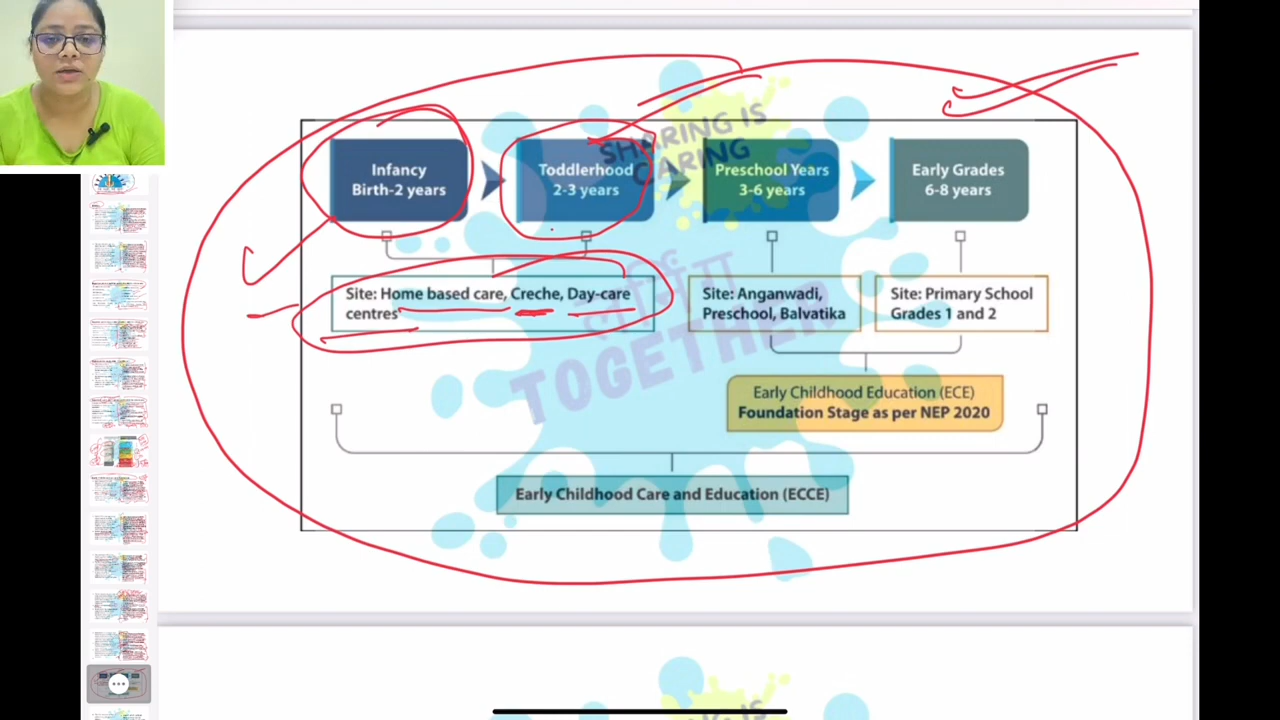 SHARING IS
CARING
Infancy
Birth-2 years
Toddlerhood
2-3 years
Preschool Years
3-6 years
Early Grades
6-8 years
Site: Home based care, Creche, Day-care
centres
Site: Anganwadi,
Preschool, Balvatika
Site: Primary School
Grades 1 and 2
TOGETHE
Early Childhood Education (ECE)
Foundation Stage as per NEP 2020
Early Childhood Care and Education (ECCE)